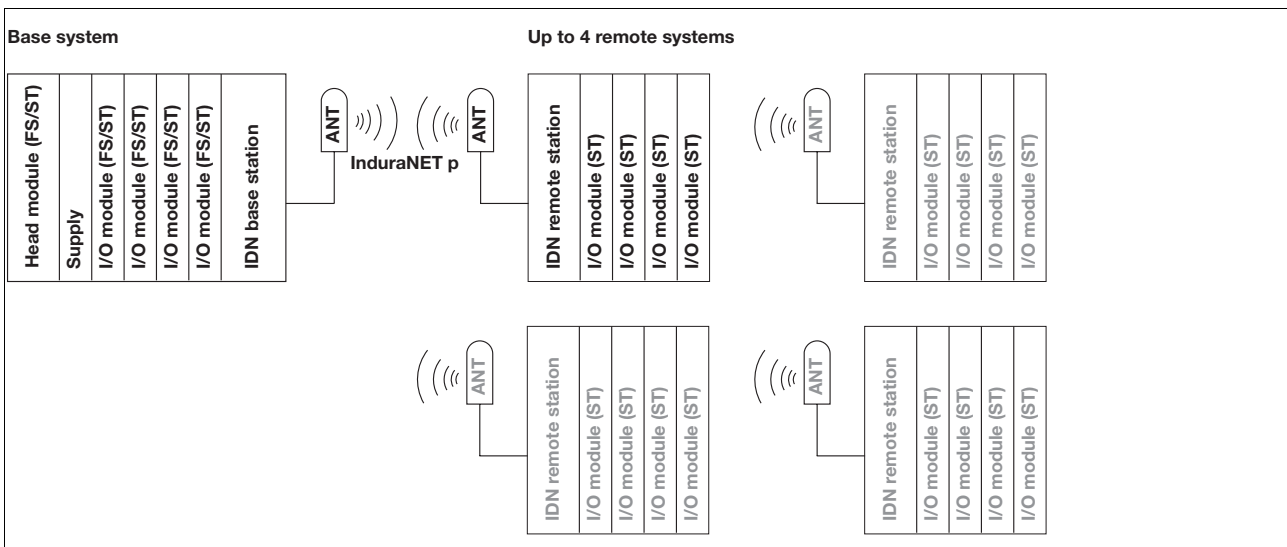 Base system
Up to 4 remote systems
Head module (FS/ST)
Supply
I/O module (FS/ST)
I/O module (FS/ST)
I/O module (FS/ST)
I/O module (FS/ST)
IDN base station
ANT
InduraNET p
ANT
IDN remote station
I/O module (ST)
I/O module (ST)
I/O module (ST)
I/O module (ST)
ANT
IDN remote station
I/O module (ST)
I/O module (ST)
I/O module (ST)
I/O module (ST)
ANT
IDN remote station
I/O module (ST)
I/O module (ST)
I/O module (ST)
I/O module (ST)
ANT
IDN remote station
I/O module (ST)
I/O module (ST)
I/O module (ST)
I/O module (ST)